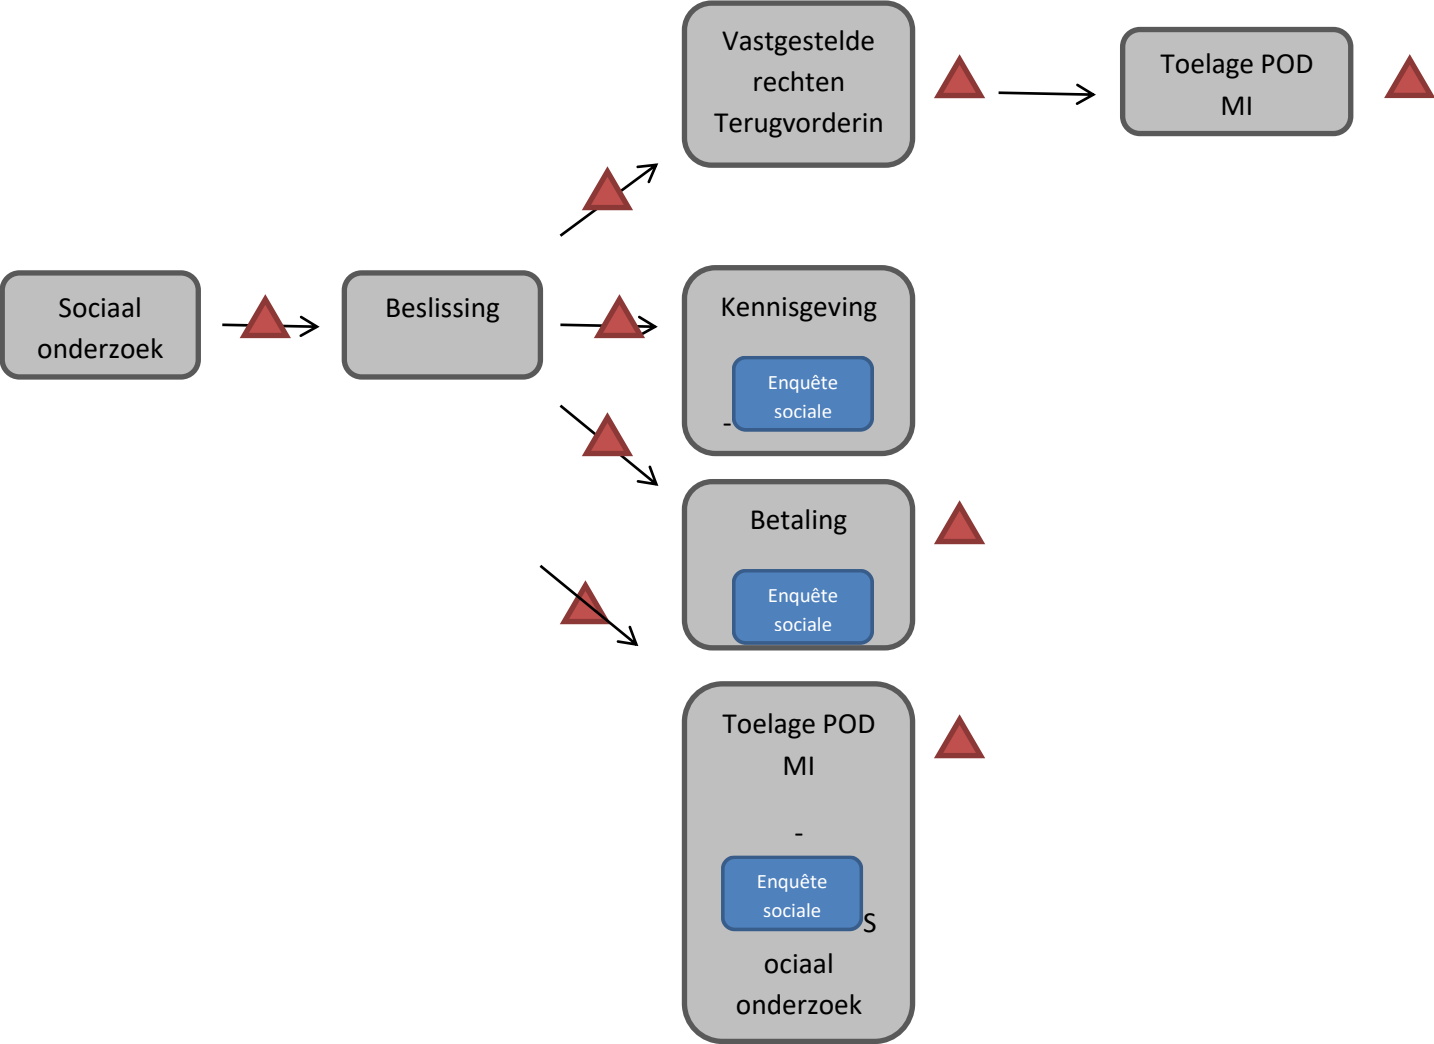 Vastgestelde
rechten
Terugvorderin
Toelage POD
MI
Sociaal
onderzoek
Beslissing
Kennisgeving
Enquête
sociale
-
Betaling
Enquête
sociale
Toelage POD
MI
-
Enquête
sociale
S
ociaal
onderzoek